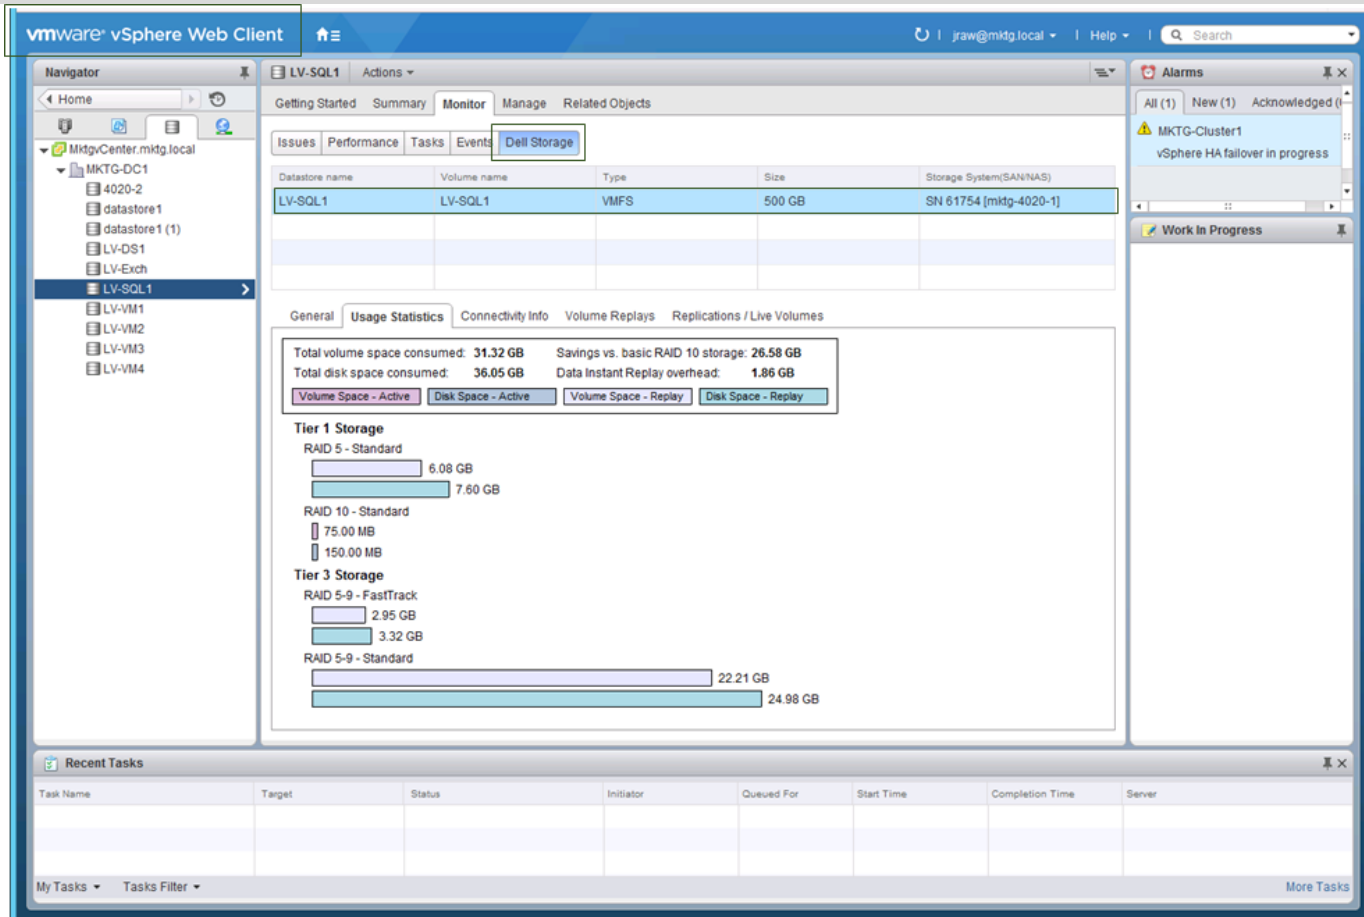 vmware® vSphere Web Client
jraw@mktg.local
Help
Search
Navigator
Home
MktgvCenter.mktg.local
MKTG-DC1
4020-2
datastore1
datastore1 (1)
LV-DS1
LV-Exch
LV-SQL1
LV-VM1
LV-VM2
LV-VM3
LV-VM4
LV-SQL1 Actions
Getting Started Summary Monitor Manage Related Objects
Issues Performance Tasks Events Dell Storage
Datastore name Volume name Type Size Storage System(SAN/NAS)
LV-SQL1 LV-SQL1 VMFS 500 GB SN 61754 [mktg-4020-1]
General Usage Statistics Connectivity Info Volume Replays Replications / Live Volumes
Total volume space consumed: 31.32 GB Savings vs. basic RAID 10 storage: 26.58 GB
Total disk space consumed: 36.05 GB Data Instant Replay overhead: 1.86 GB
Volume Space - Active Disk Space - Active Volume Space - Replay Disk Space - Replay
Tier 1 Storage
RAID 5 - Standard
6.08 GB
7.60 GB
RAID 10 - Standard
75.00 MB
150.00 MB
Tier 3 Storage
RAID 5-9 - FastTrack
2.95 GB
3.32 GB
RAID 5-9 - Standard
22.21 GB
24.98 GB
Alarms
All (1) New (1) Acknowledged (
MKTG-Cluster1
vSphere HA failover in progress
Work In Progress
Recent Tasks
Task Name Target Status Initiator Queued For Start Time Completion Time Server
My Tasks Tasks Filter More Tasks